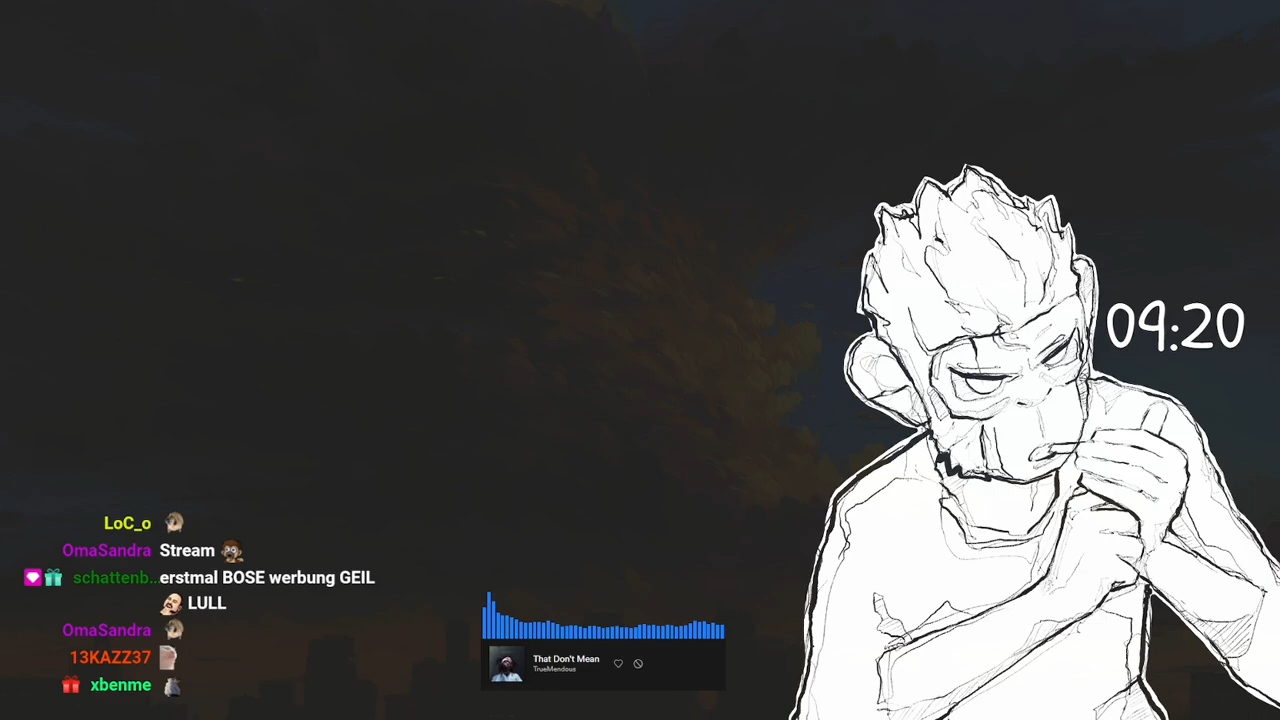 LoC_o
OmaSandra Stream
schattenb... erstmal BOSE werbung GEIL
LULL
OmaSandra
13KAZZ37
xbenme
That Don't Mean
TrueMendous
09:20